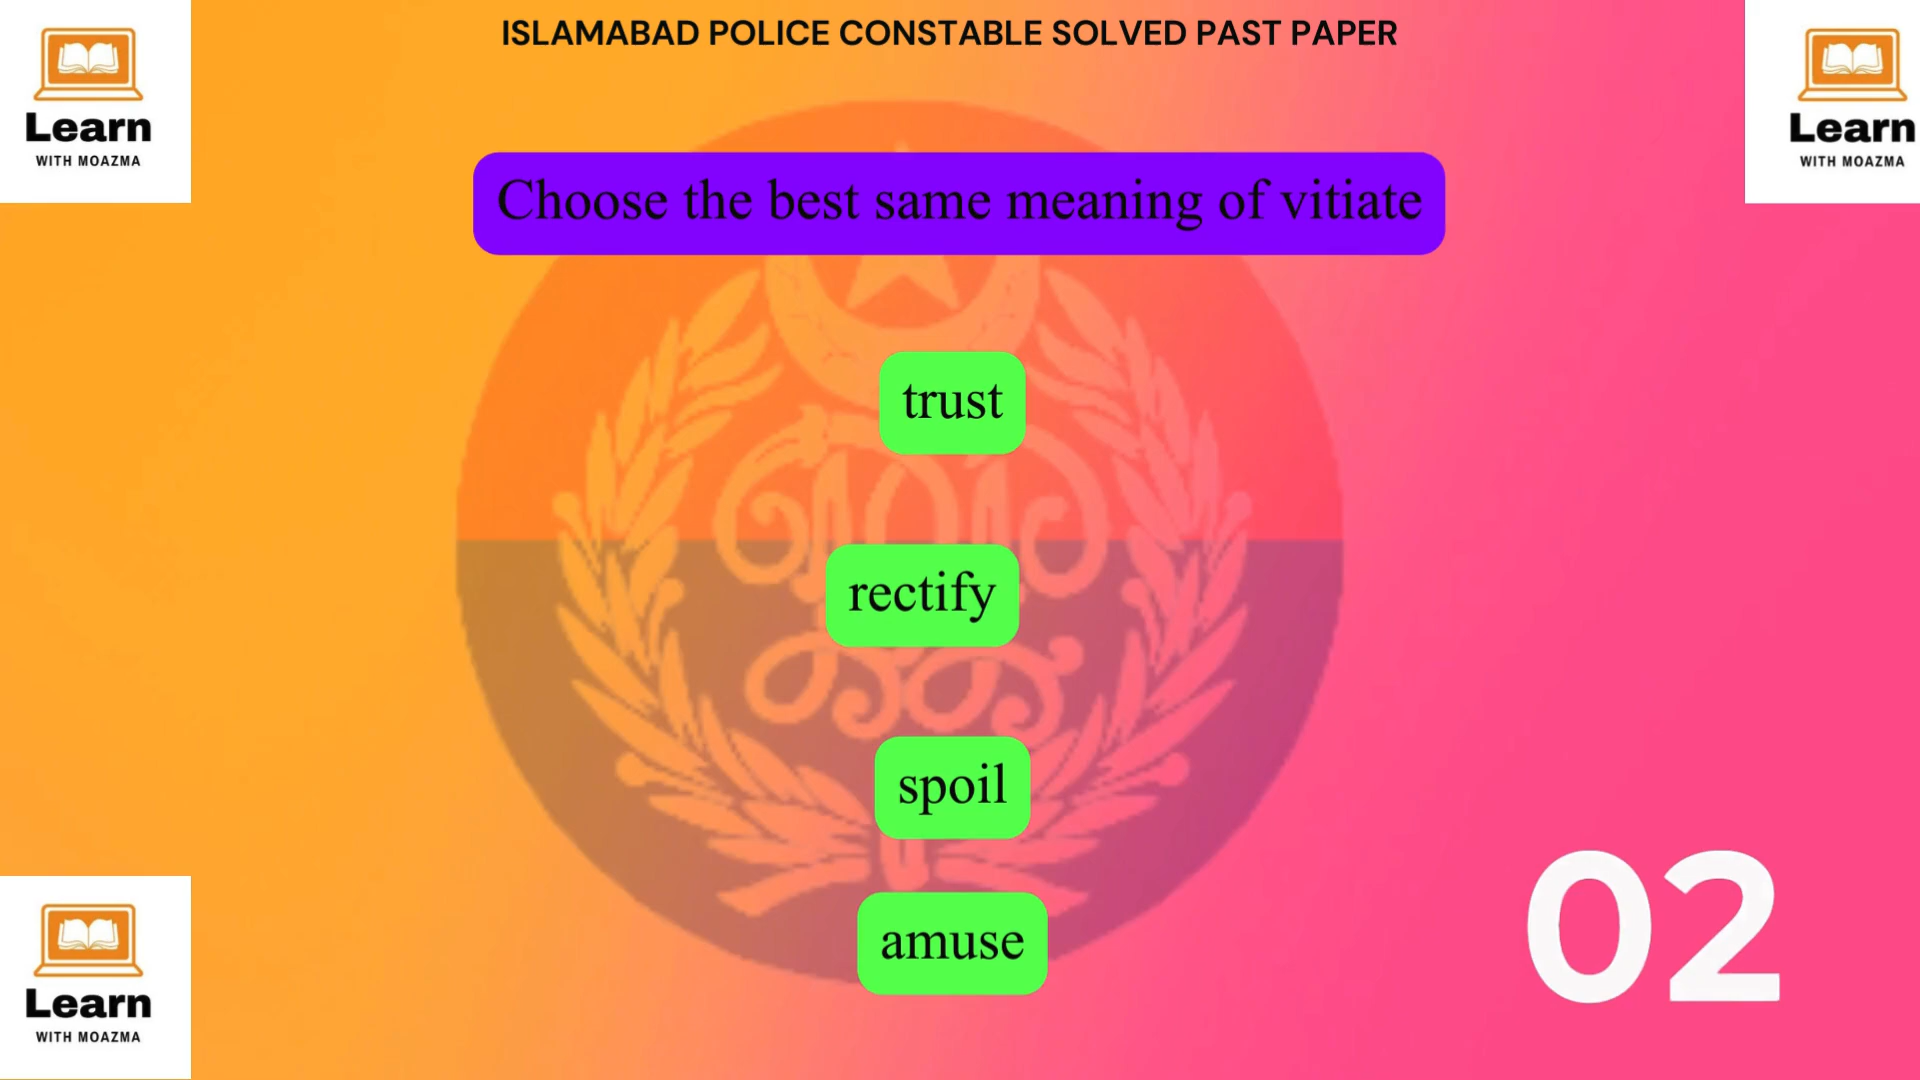 ISLAMABAD POLICE CONSTABLE SOLVED PAST PAPER
Learn
WITH MOAZMA
Learn
WITH MOAZMA
Choose the best same meaning of vitiate
trust
rectify
spoil
amuse
02
Learn
WITH MOAZMA